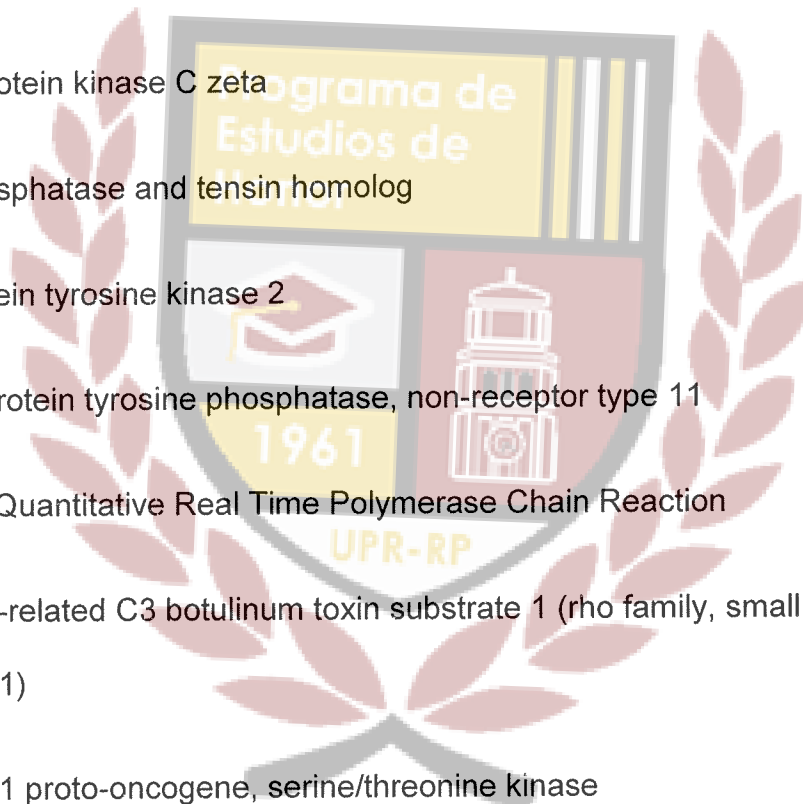 otein kinase C zeta
Programa de
Estudios de
Honor
sphatase and tensin homolog
ein tyrosine kinase 2
rotein tyrosine phosphatase, non-receptor type 11
1961
Quantitative Real Time Polymerase Chain Reaction
UPR-RP
-related C3 botulinum toxin substrate 1 (rho family, small
1)
1 proto-oncogene, serine/threonine kinase